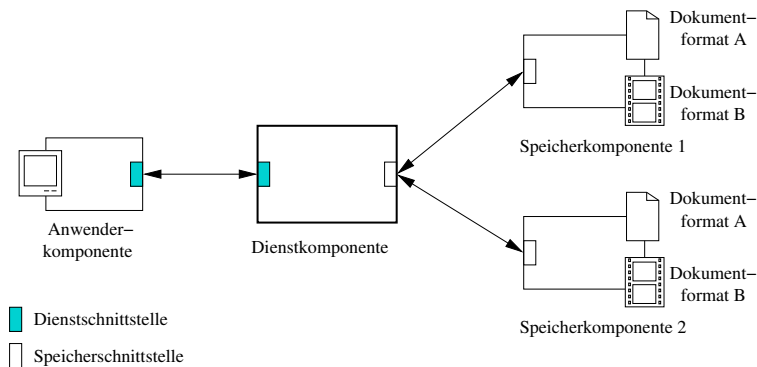 Dokument−
format A
Dokument−
format B
Speicherkomponente 1
Anwender−
komponente
Dienstkomponente
Dokument−
format A
Dokument−
format B
Speicherkomponente 2
Dienstschnittstelle
Speicherschnittstelle